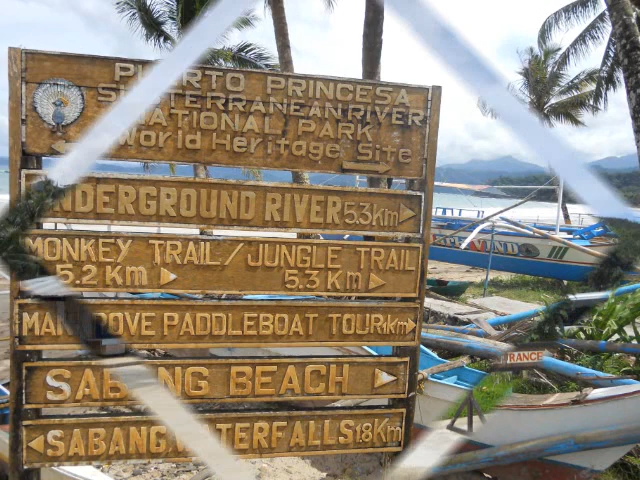 PUERTO PRINCESA
SUBTERRANEAN RIVER
NATIONAL PARK
World Heritage Site
UNDERGROUND RIVER 5.3Km
MONKEY TRAIL/JUNGLE TRAIL
5.2 Km 5.3 Km
MANGROVE PADDLEBOAT TOUR 1km
SABANG BEACH
SABANG WATERFALLS 1.8Km
RANCE